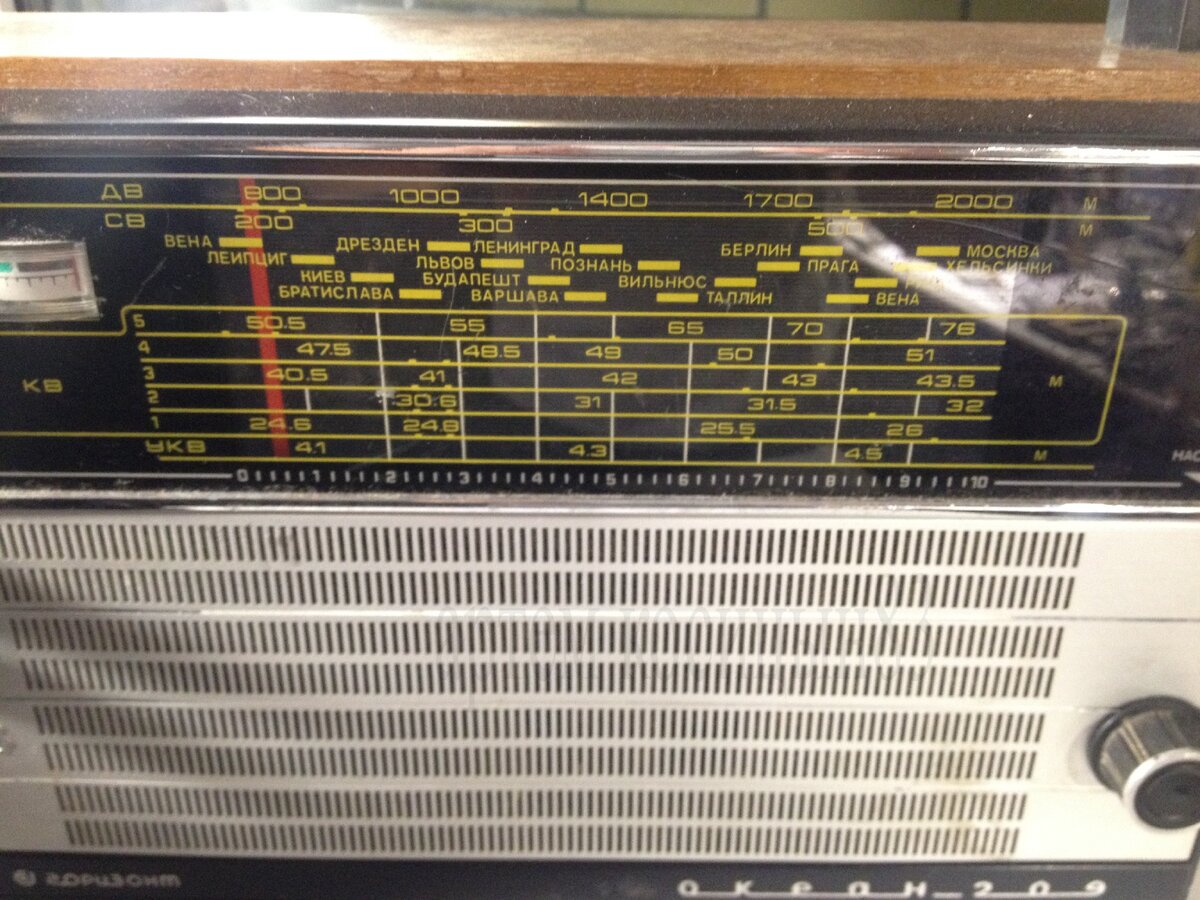 ДВ 800 1000 1400 1700 2000 М
СВ 200 300 500 М
ВЕНА ДРЕЗДЕН ЛЕНИНГРАД БЕРЛИН МОСКВА
ЛЕИПЦИГ ЛЬВОВ ПОЗНАНЬ ПРАГА ХЕЛЬСИНКИ
КИЕВ БУДАПЕШТ ВИЛЬНЮС
БРАТИСЛАВА ВАРШАВА ТАЛЛИН ВЕНА
5 50.5 55 65 70 76
4 47.5 48.5 49 50 51
КВ 3 40.5 41 42 43 43.5 М
2 30.6 31 31.5 32
1 24.6 24.8 25.5 26
УКВ 4.1 4.3 4.5 М
НАС
0 1 2 3 4 5 6 7 8 9 10
горизонт
океан-209